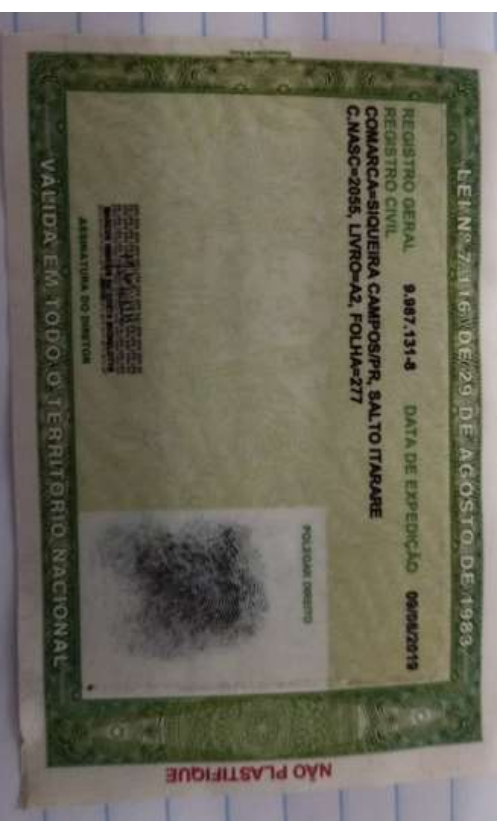 LEI Nº 7.116 DE 29 DE AGOSTO DE 1983
REGISTRO GERAL 9.987.131-8 DATA DE EXPEDIÇÃO 09/08/2019
REGISTRO CIVIL
COMARCA=SIQUEIRA CAMPOS/PR, SALTO ITARARE
C.NASC=2055, LIVRO=A2, FOLHA=277
POLEGAR DIREITO
ASSINATURA DO DIRETOR
VÁLIDA EM TODO O TERRITÓRIO NACIONAL
NÃO PLASTIFIQUE